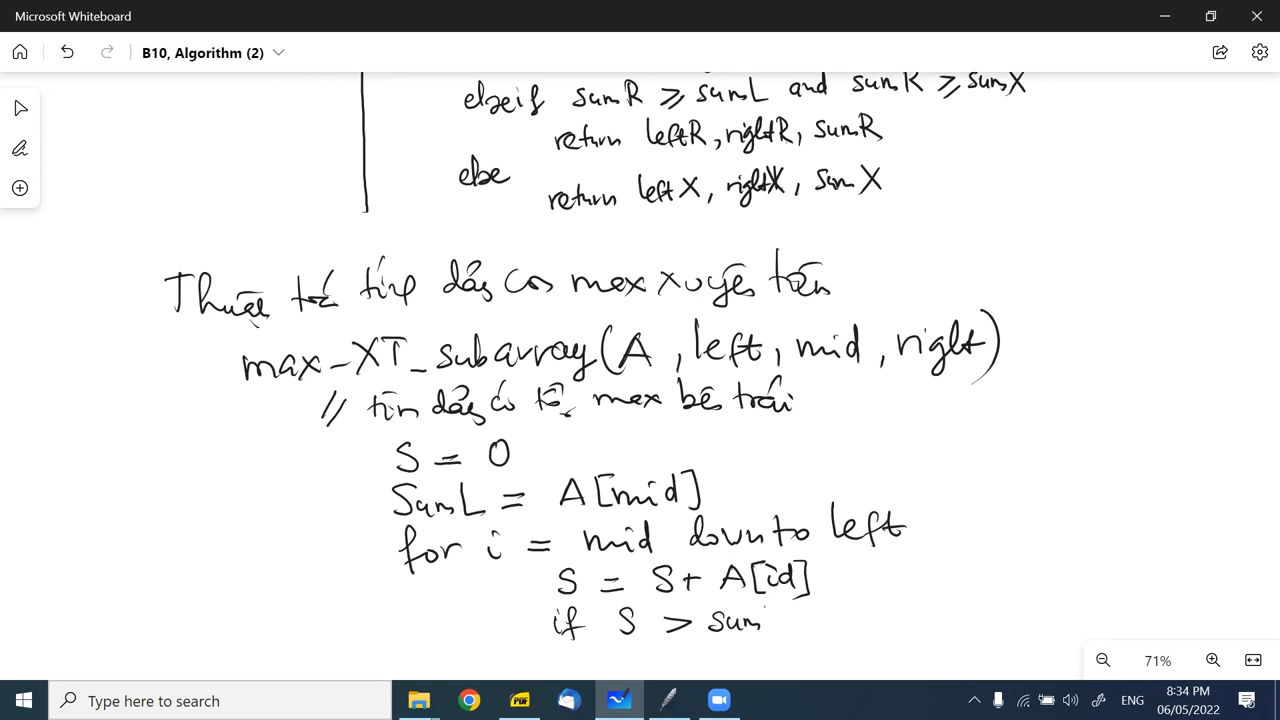 Microsoft Whiteboard
B10, Algorithm (2)
elseif sumR ⩾ sumL and sumR ⩾ sumX
return leftR, rightR, sumR
else
return leftX, rightX, sumX
Thuật toán tìm dãy con max xuyên tâm
max-XT_subarray(A, left, mid, right)
// tìm dãy có tổng max bên trái
S = 0
SumL = A[mid]
for i = mid downto left
S = S + A[id]
if S > sum
71%
Type here to search
ENG
8:34 PM
06/05/2022